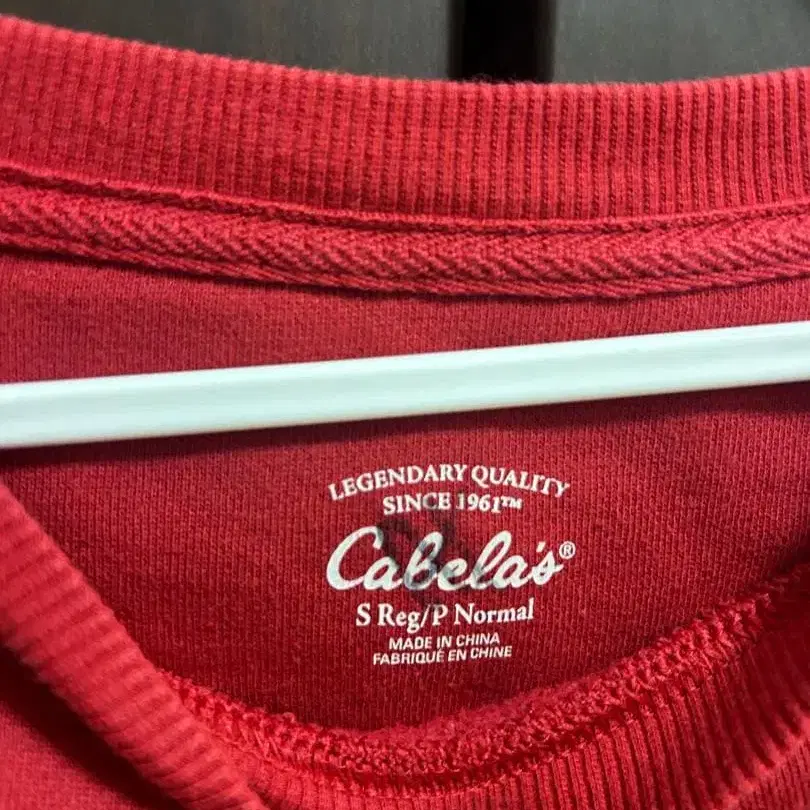 LEGENDARY QUALITY
SINCE 1961™
Cabela's®
S Reg/P Normal
MADE IN CHINA
FABRIQUÉ EN CHINE